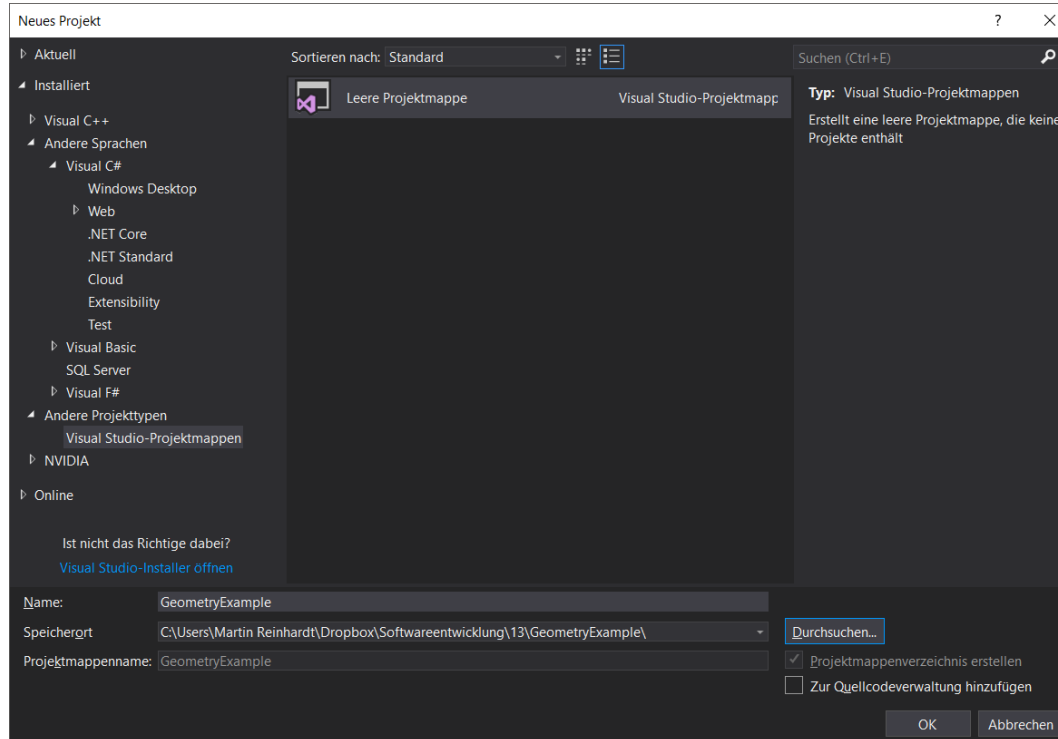 Neues Projekt
?
Aktuell
Installiert
Visual C++
Andere Sprachen
Visual C#
Windows Desktop
Web
.NET Core
.NET Standard
Cloud
Extensibility
Test
Visual Basic
SQL Server
Visual F#
Andere Projekttypen
Visual Studio-Projektmappen
NVIDIA
Online
Ist nicht das Richtige dabei?
Visual Studio-Installer öffnen
Sortieren nach: Standard
Leere Projektmappe Visual Studio-Projektmapp
Suchen (Ctrl+E)
Typ: Visual Studio-Projektmappen
Erstellt eine leere Projektmappe, die keine
Projekte enthält
Name: GeometryExample
Speicherort C:\Users\Martin Reinhardt\Dropbox\Softwareentwicklung\13\GeometryExample\
Durchsuchen...
Projektmappenname: GeometryExample
Projektmappenverzeichnis erstellen
Zur Quellcodeverwaltung hinzufügen
OK Abbrechen